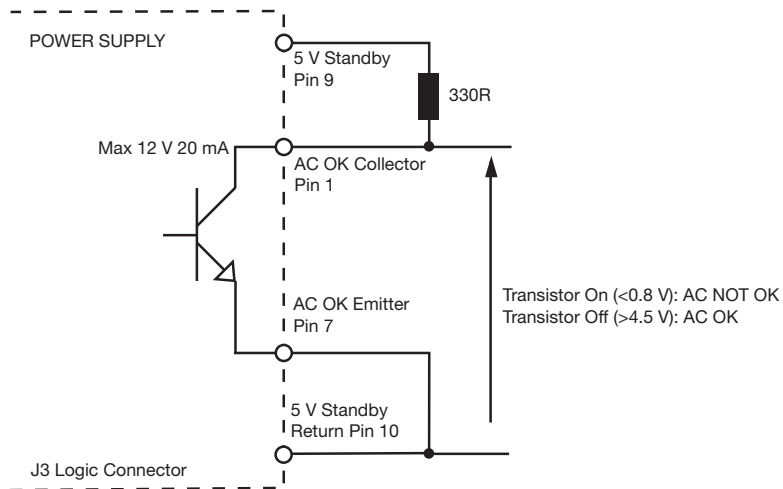 POWER SUPPLY
5 V Standby
Pin 9
330R
Max 12 V 20 mA
AC OK Collector
Pin 1
Transistor On (<0.8 V): AC NOT OK
Transistor Off (>4.5 V): AC OK
AC OK Emitter
Pin 7
5 V Standby
Return Pin 10
J3 Logic Connector